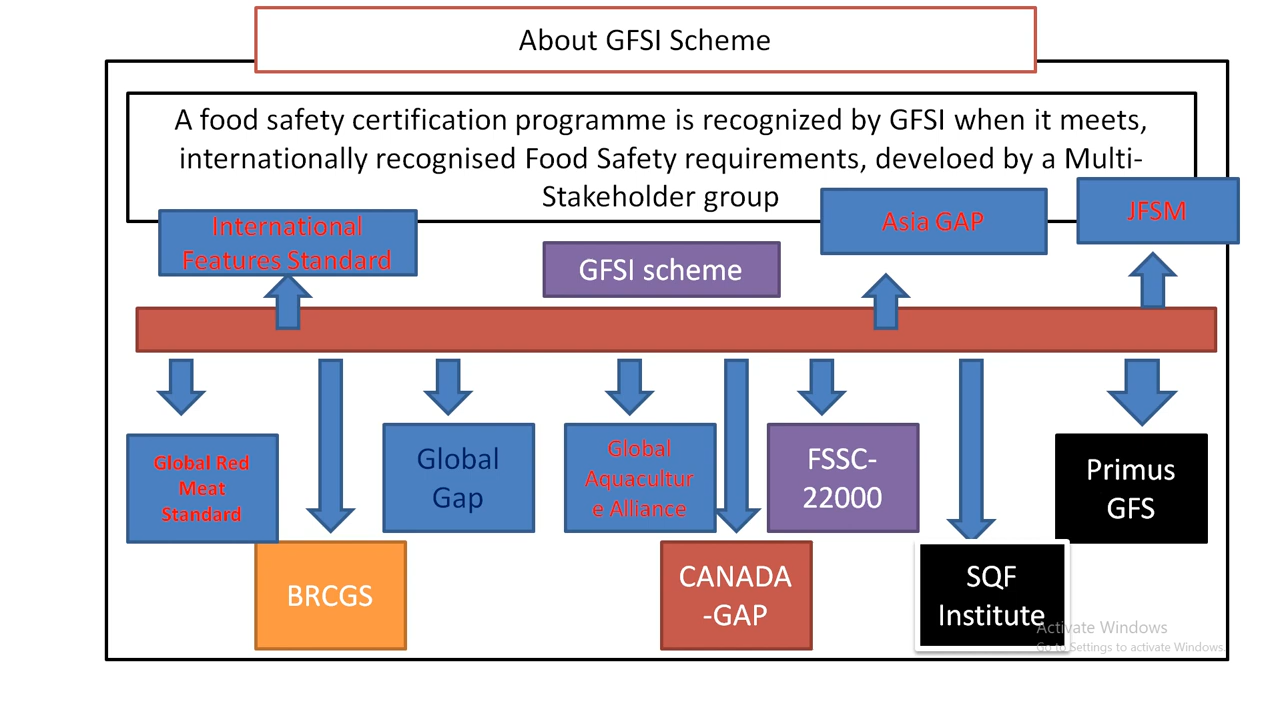 About GFSI Scheme
A food safety certification programme is recognized by GFSI when it meets,
internationally recognised Food Safety requirements, develoed by a Multi-
Stakeholder group
International
Features Standard
GFSI scheme
Asia GAP
JFSM
Global Red
Meat
Standard
BRCGS
Global
Gap
Global
Aquacultur
e Alliance
CANADA
-GAP
FSSC-
22000
SQF
Institute
Primus
GFS
Activate Windows
Go to Settings to activate Windows.